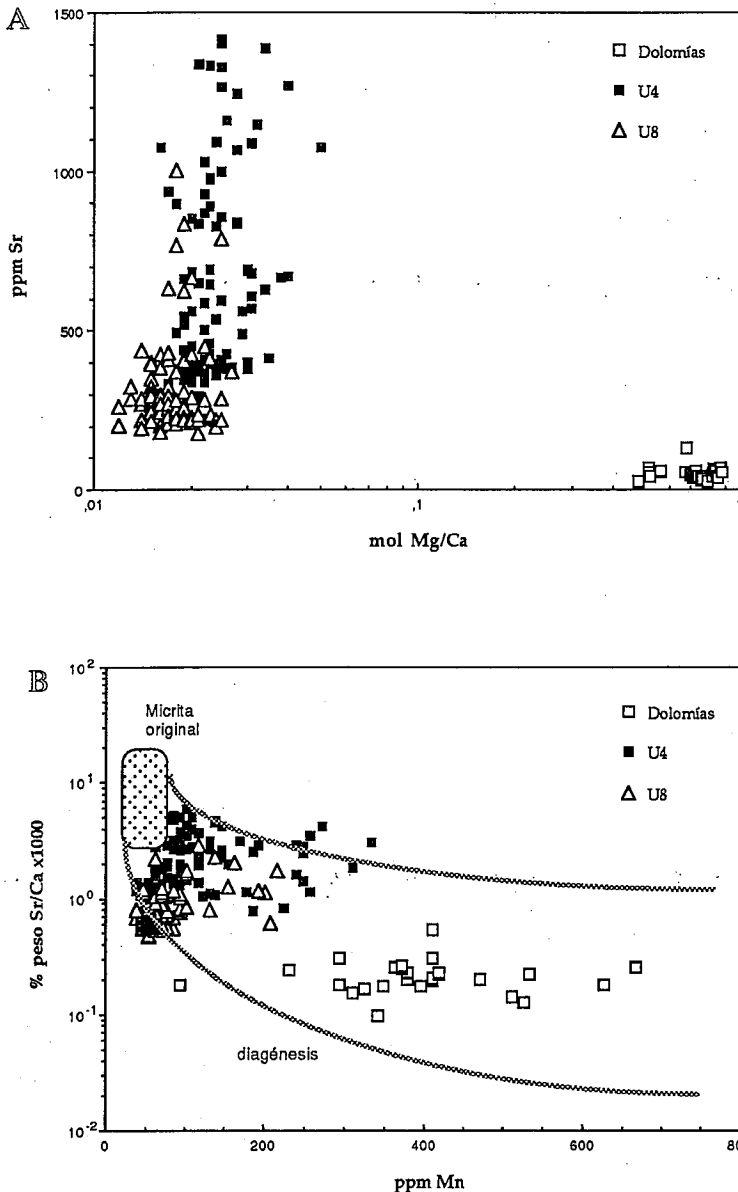 A
1500
1000
500
0
ppm Sr
,01
,1
mol Mg/Ca
Dolomías
U4
U8
B
10²
10¹
10⁰
10⁻¹
10⁻²
% peso Sr/Ca x1000
Micrita
original
Dolomías
U4
U8
diagénesis
0
200
400
600
80
ppm Mn